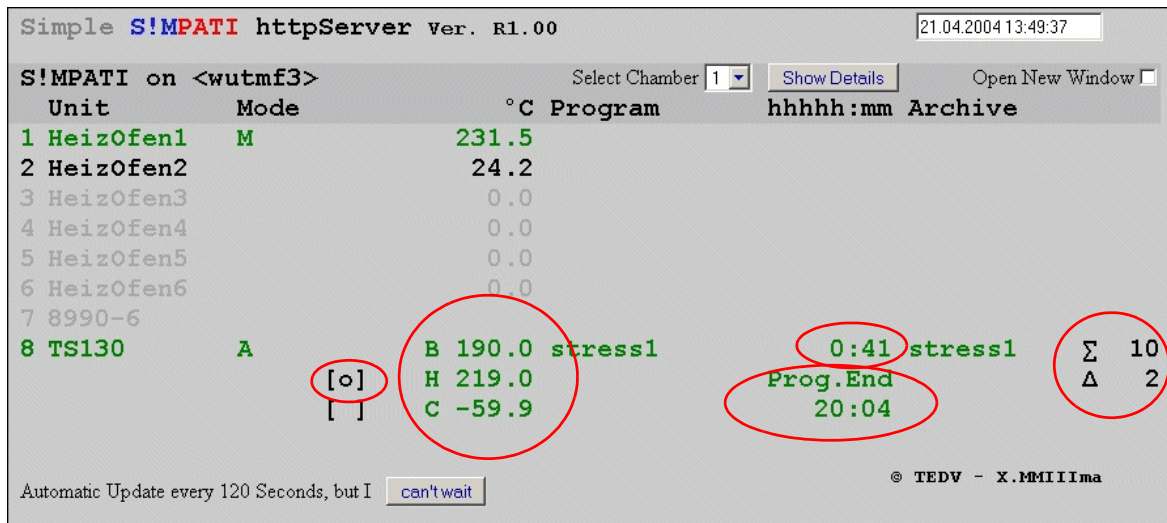 Simple S!MPATI httpServer Ver. R1.00 21.04.2004 13:49:37
S!MPATI on <wutmf3> Select Chamber 1 Show Details Open New Window
Unit Mode °C Program hhhhh:mm Archive
1 HeizOfen1 M 231.5
2 HeizOfen2 24.2
3 HeizOfen3 0.0
4 HeizOfen4 0.0
5 HeizOfen5 0.0
6 HeizOfen6 0.0
7 8990-6
8 TS130 A B 190.0 stress1 0:41 stress1 Σ 10
[o] H 219.0 Prog.End Δ 2
[ ] C -59.9 20:04
© TEDV - X.MMIIIma
Automatic Update every 120 Seconds, but I can't wait